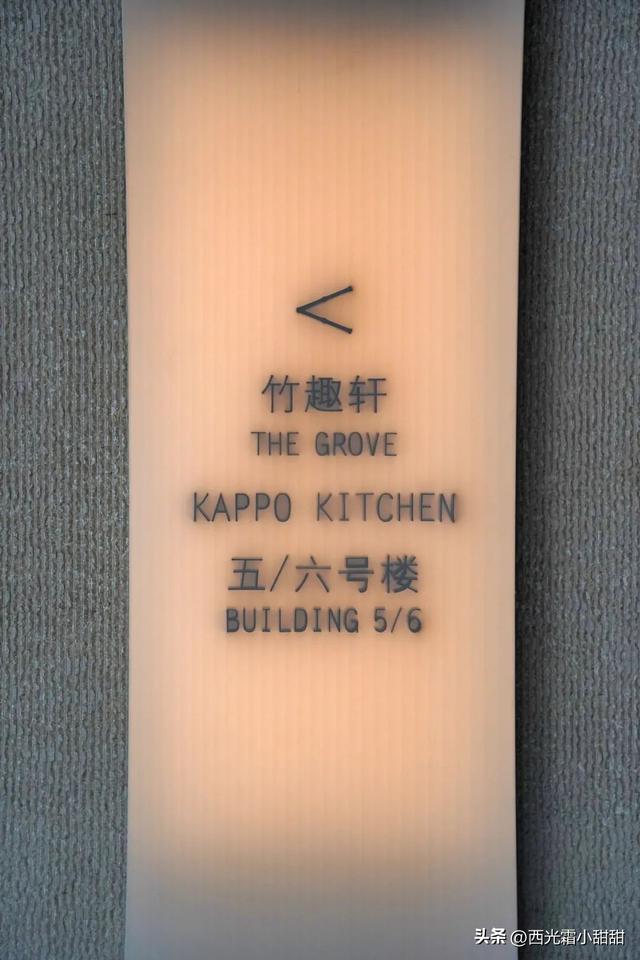 <
竹趣轩
THE GROVE
KAPPO KITCHEN
五/六号楼
BUILDING 5/6
头条 @西光霜小甜甜